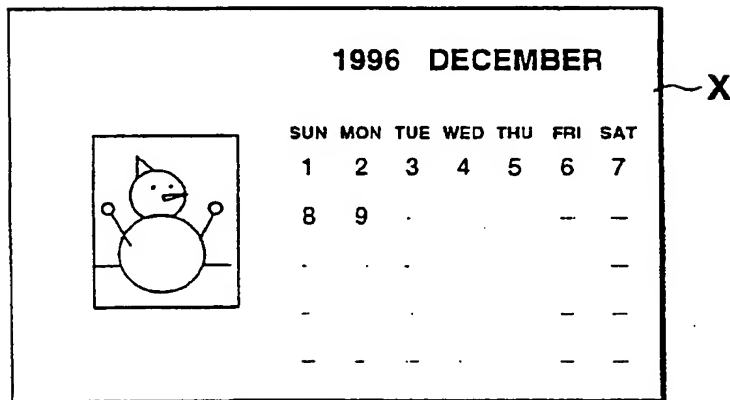 1996 DECEMBER
X
SUN MON TUE WED THU FRI SAT
1 2 3 4 5 6 7
8 9 . – –
. . . –
– . – –
– – – . – –